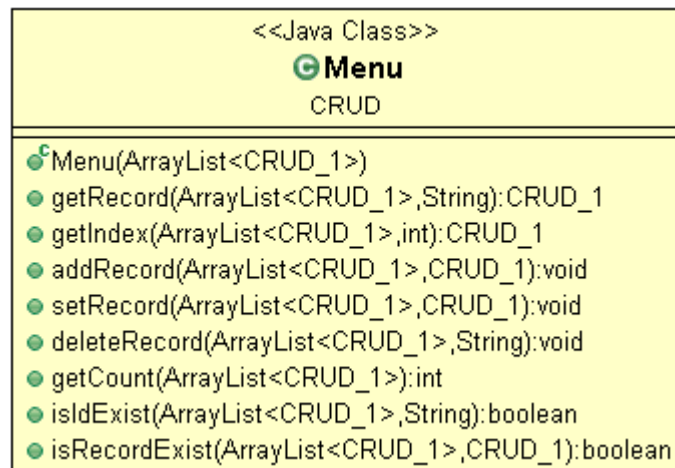 <<Java Class>>
C Menu
CRUD
c Menu(ArrayList<CRUD_1>)
getRecord(ArrayList<CRUD_1>,String):CRUD_1
getIndex(ArrayList<CRUD_1>,int):CRUD_1
addRecord(ArrayList<CRUD_1>,CRUD_1):void
setRecord(ArrayList<CRUD_1>,CRUD_1):void
deleteRecord(ArrayList<CRUD_1>,String):void
getCount(ArrayList<CRUD_1>):int
isIdExist(ArrayList<CRUD_1>,String):boolean
isRecordExist(ArrayList<CRUD_1>,CRUD_1):boolean